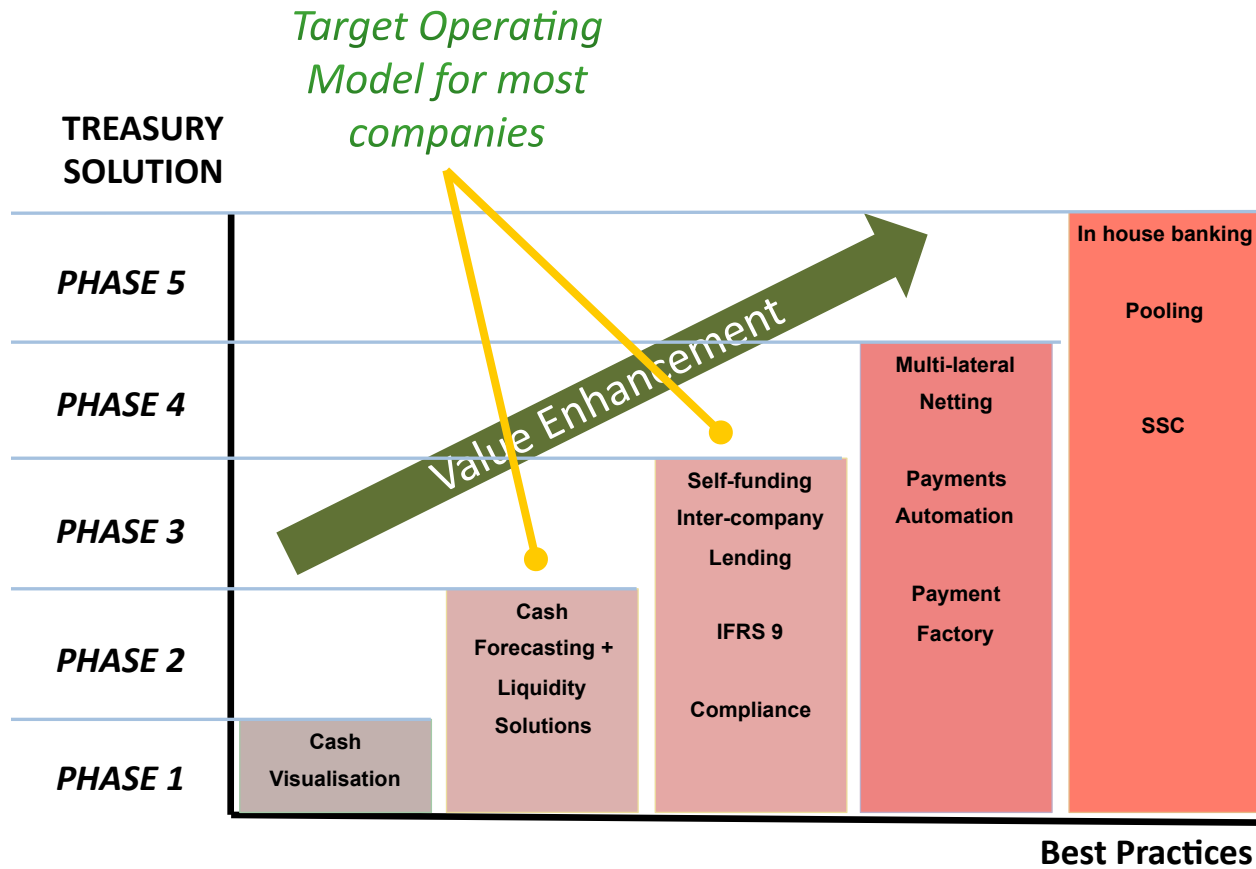 Target Operating
Model for most
companies
TREASURY
SOLUTION
PHASE 5
PHASE 4
PHASE 3
PHASE 2
PHASE 1
Value Enhancement
Cash
Visualisation
Cash
Forecasting +
Liquidity
Solutions
Self-funding
Inter-company
Lending
IFRS 9
Compliance
Multi-lateral
Netting
Payments
Automation
Payment
Factory
In house banking
Pooling
SSC
Best Practices